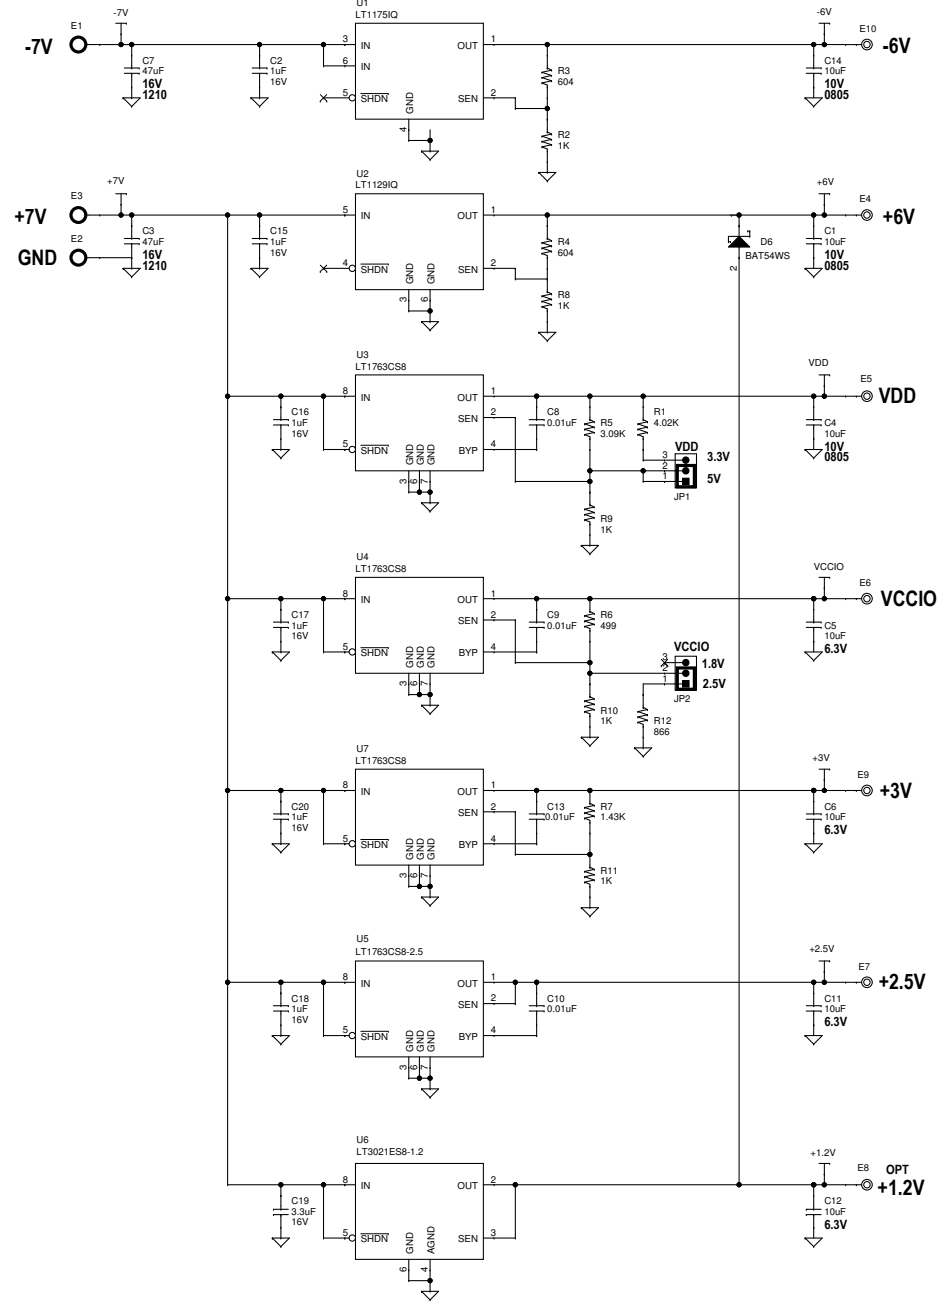 -7V
E1
-7V
C7
47uF
16V
1210
C2
1uF
16V
U1
LT1175IQ
3 IN
6 IN
5 SHDN
GND
4
OUT 1
SEN 2
R3
604
R2
1K
-6V
E10
-6V
C14
10uF
10V
0805
+7V
E3
+7V
E2
GND
C3
47uF
16V
1210
C15
1uF
16V
U2
LT1129IQ
5 IN
4 SHDN
GND
GND
3
6
OUT 1
SEN 2
R4
604
R8
1K
D6
BAT54WS
2
+6V
E4
+6V
C1
10uF
10V
0805
U3
LT1763CS8
C16
1uF
16V
8 IN
5 SHDN
GND
GND
GND
3
6
7
OUT 1
SEN 2
BYP 4
C8
0.01uF
R5
3.09K
R1
4.02K
R9
1K
VDD
3
2
1
3.3V
5V
JP1
VDD
E5
VDD
C4
10uF
10V
0805
U4
LT1763CS8
C17
1uF
16V
8 IN
5 SHDN
GND
GND
GND
3
6
7
OUT 1
SEN 2
BYP 4
C9
0.01uF
R6
499
R10
1K
R12
866
VCCIO
3
2
1
1.8V
2.5V
JP2
VCCIO
E6
VCCIO
C5
10uF
6.3V
U7
LT1763CS8
C20
1uF
16V
8 IN
5 SHDN
GND
GND
GND
3
6
7
OUT 1
SEN 2
BYP 4
C13
0.01uF
R7
1.43K
R11
1K
+3V
E9
+3V
C6
10uF
6.3V
U5
LT1763CS8-2.5
C18
1uF
16V
8 IN
5 SHDN
GND
GND
GND
3
6
7
OUT 1
SEN 2
BYP 4
C10
0.01uF
+2.5V
E7
+2.5V
C11
10uF
6.3V
U6
LT3021ES8-1.2
C19
3.3uF
16V
8 IN
5 SHDN
GND
AGND
6
4
OUT 2
SEN 3
+1.2V
E8
OPT
+1.2V
C12
10uF
6.3V